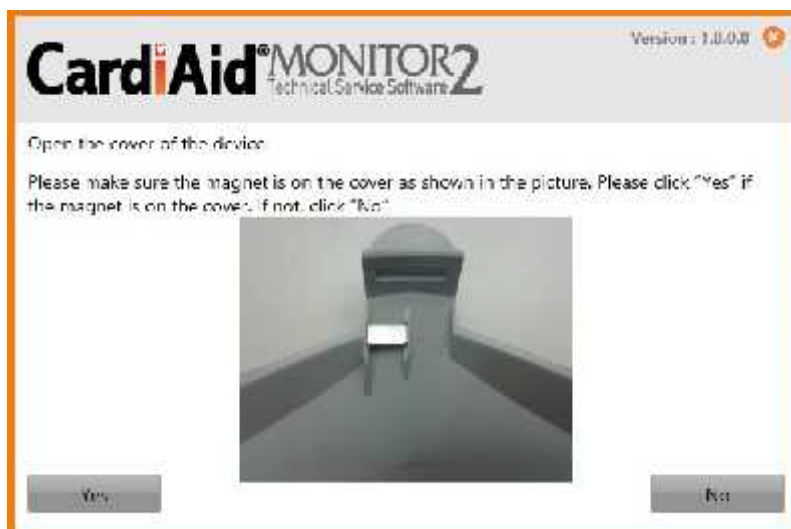 Version : 1.0.0.0
CardiAid® MONITOR2
Technical Service Software
Open the cover of the device
Please make sure the magnet is on the cover as shown in the picture. Please click "Yes" if
the magnet is on the cover. If not, click "No"
Yes
No